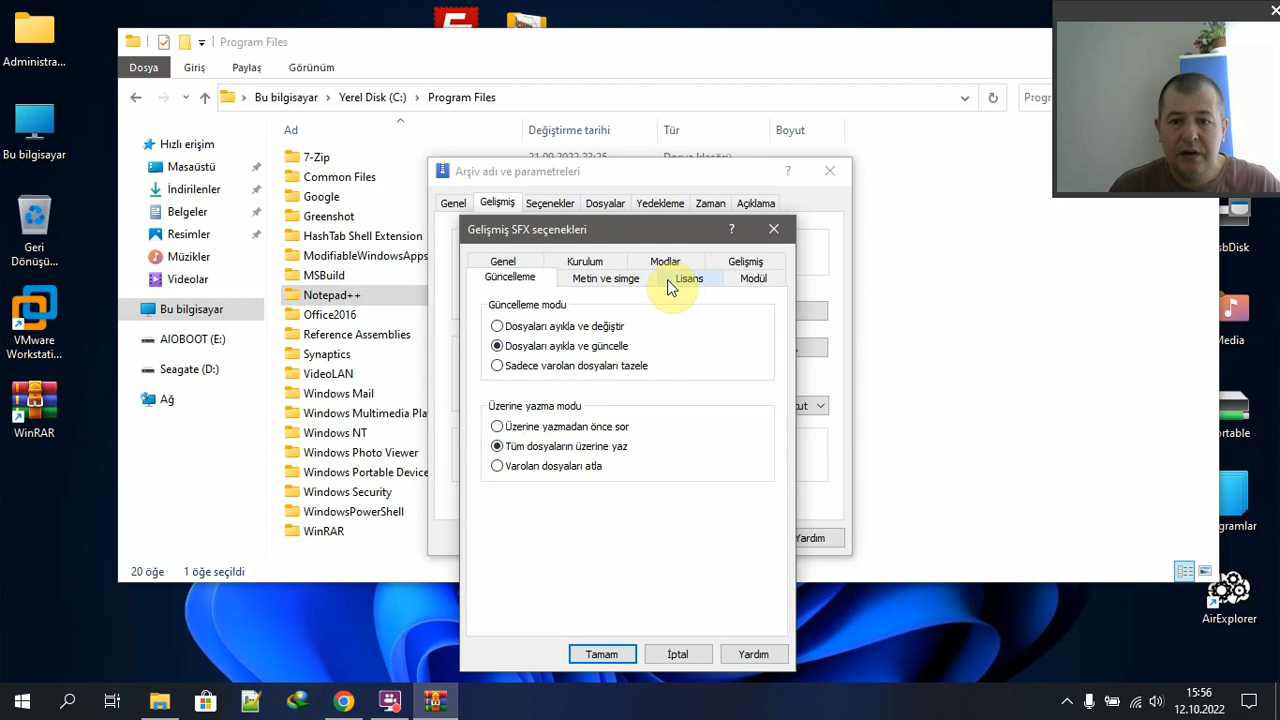 Administra...
Bu bilgisayar
Geri
Dönüşü...
VMware
Workstati...
WinRAR
Program Files
Dosya
Giriş
Paylaş
Görünüm
Bu bilgisayar
Yerel Disk (C:)
Program Files
Ad
Değiştirme tarihi
Tür
Boyut
Hızlı erişim
Masaüstü
İndirilenler
Belgeler
Resimler
Müzikler
Videolar
Bu bilgisayar
AIOBOOT (E:)
Seagate (D:)
Ağ
7-Zip
Common Files
Google
Greenshot
HashTab Shell Extension
ModifiableWindowsApps
MSBuild
Notepad++
Office2016
Reference Assemblies
Synaptics
VideoLAN
Windows Mail
Windows Multimedia Pla
Windows NT
Windows Photo Viewer
Windows Portable Device
Windows Security
WindowsPowerShell
WinRAR
20 öğe
1 öğe seçildi
Arşiv adı ve parametreleri
Genel
Gelişmiş
Seçenekler
Dosyalar
Yedekleme
Zaman
Açıklama
Gelişmiş SFX seçenekleri
Genel
Kurulum
Modlar
Gelişmiş
Güncelleme
Metin ve simge
Lisans
Modül
Güncelleme modu
Dosyaları ayıkla ve değiştir
Dosyaları ayıkla ve güncelle
Sadece varolan dosyaları tazele
Üzerine yazma modu
Üzerine yazmadan önce sor
Tüm dosyaların üzerine yaz
Varolan dosyaları atla
Tamam
İptal
Yardım
AirExplorer
15:56
12.10.2022